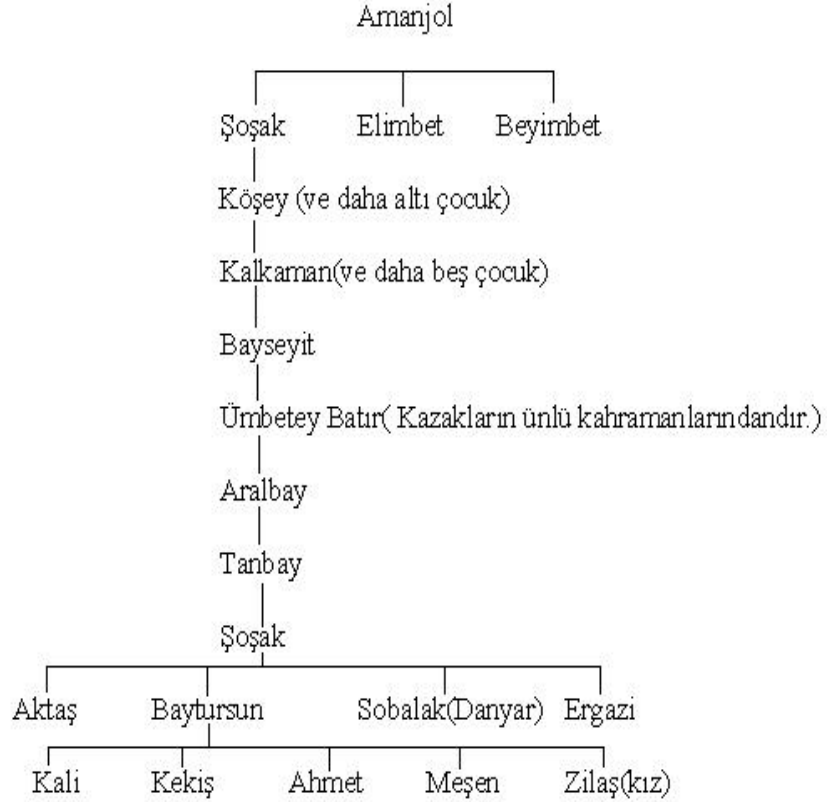 Amanjol
Şoşak Elimbet Beyimbet
Köşey (ve daha altı çocuk)
Kalkaman(ve daha beş çocuk)
Bayseyit
Ümbetey Batır( Kazakların ünlü kahramanlarındandır.)
Aralbay
Tanbay
Şoşak
Aktaş Baytursun Sobalak(Danyar) Ergazi
Kali Kekiş Ahmet Meşen Zilaş(kız)